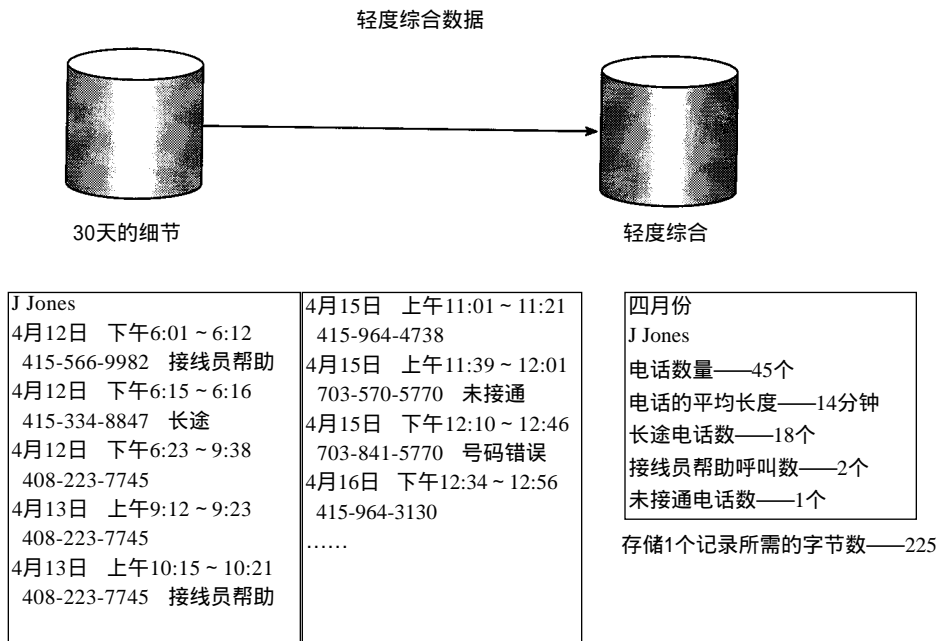 轻度综合数据
30天的细节
轻度综合
J Jones
4月12日 下午6:01~6:12
415-566-9982 接线员帮助
4月12日 下午6:15~6:16
415-334-8847 长途
4月12日 下午6:23~9:38
408-223-7745
4月13日 上午9:12~9:23
408-223-7745
4月13日 上午10:15~10:21
408-223-7745 接线员帮助
4月15日 上午11:01~11:21
415-964-4738
4月15日 上午11:39~12:01
703-570-5770 未接通
4月15日 下午12:10~12:46
703-841-5770 号码错误
4月16日 下午12:34~12:56
415-964-3130
……
四月份
J Jones
电话数量——45个
电话的平均长度——14分钟
长途电话数——18个
接线员帮助呼叫数——2个
未接通电话数——1个
存储1个记录所需的字节数——225